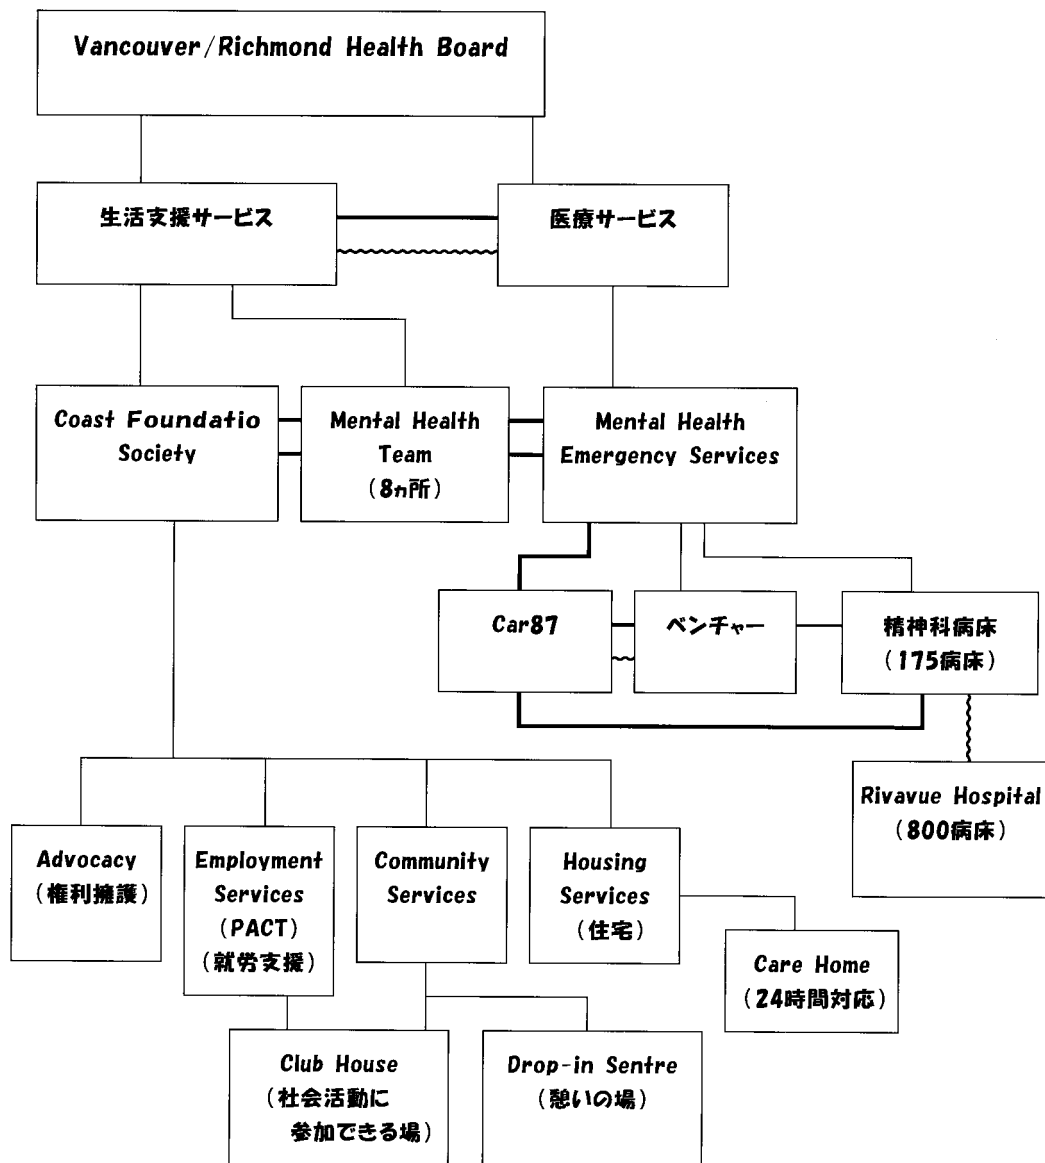 Vancouver/Richmond Health Board
生活支援サービス
医療サービス
Coast Foundatio
Society
Mental Health
Team
(8ヵ所)
Mental Health
Emergency Services
Car87
ベンチャー
精神科病床
(175病床)
Rivavue Hospital
(800病床)
Advocacy
(権利擁護)
Employment
Services
(PACT)
(就労支援)
Community
Services
Housing
Services
(住宅)
Care Home
(24時間対応)
Club House
(社会活動に
参加できる場)
Drop-in Sentre
(憩いの場)